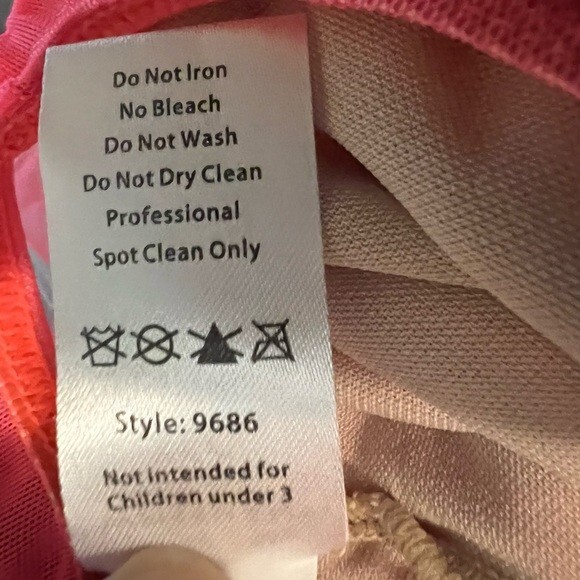 Do Not Iron
No Bleach
Do Not Wash
Do Not Dry Clean
Professional
Spot Clean Only
Style: 9686
Not intended for
Children under 3